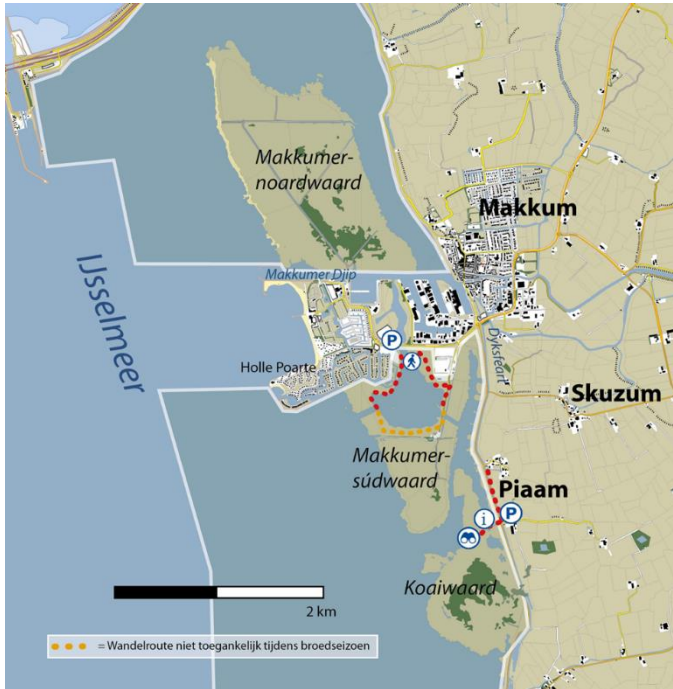 Makkumer-
noardwaard
Makkum
IJsselmeer
Makkumer Djip
P
Dyksfeart
Holle Poarte
Skuzum
Makkumer-
súdwaard
Piaam
P
i
Koaiwaard
2 km
= Wandelroute niet toegankelijk tijdens broedseizoen